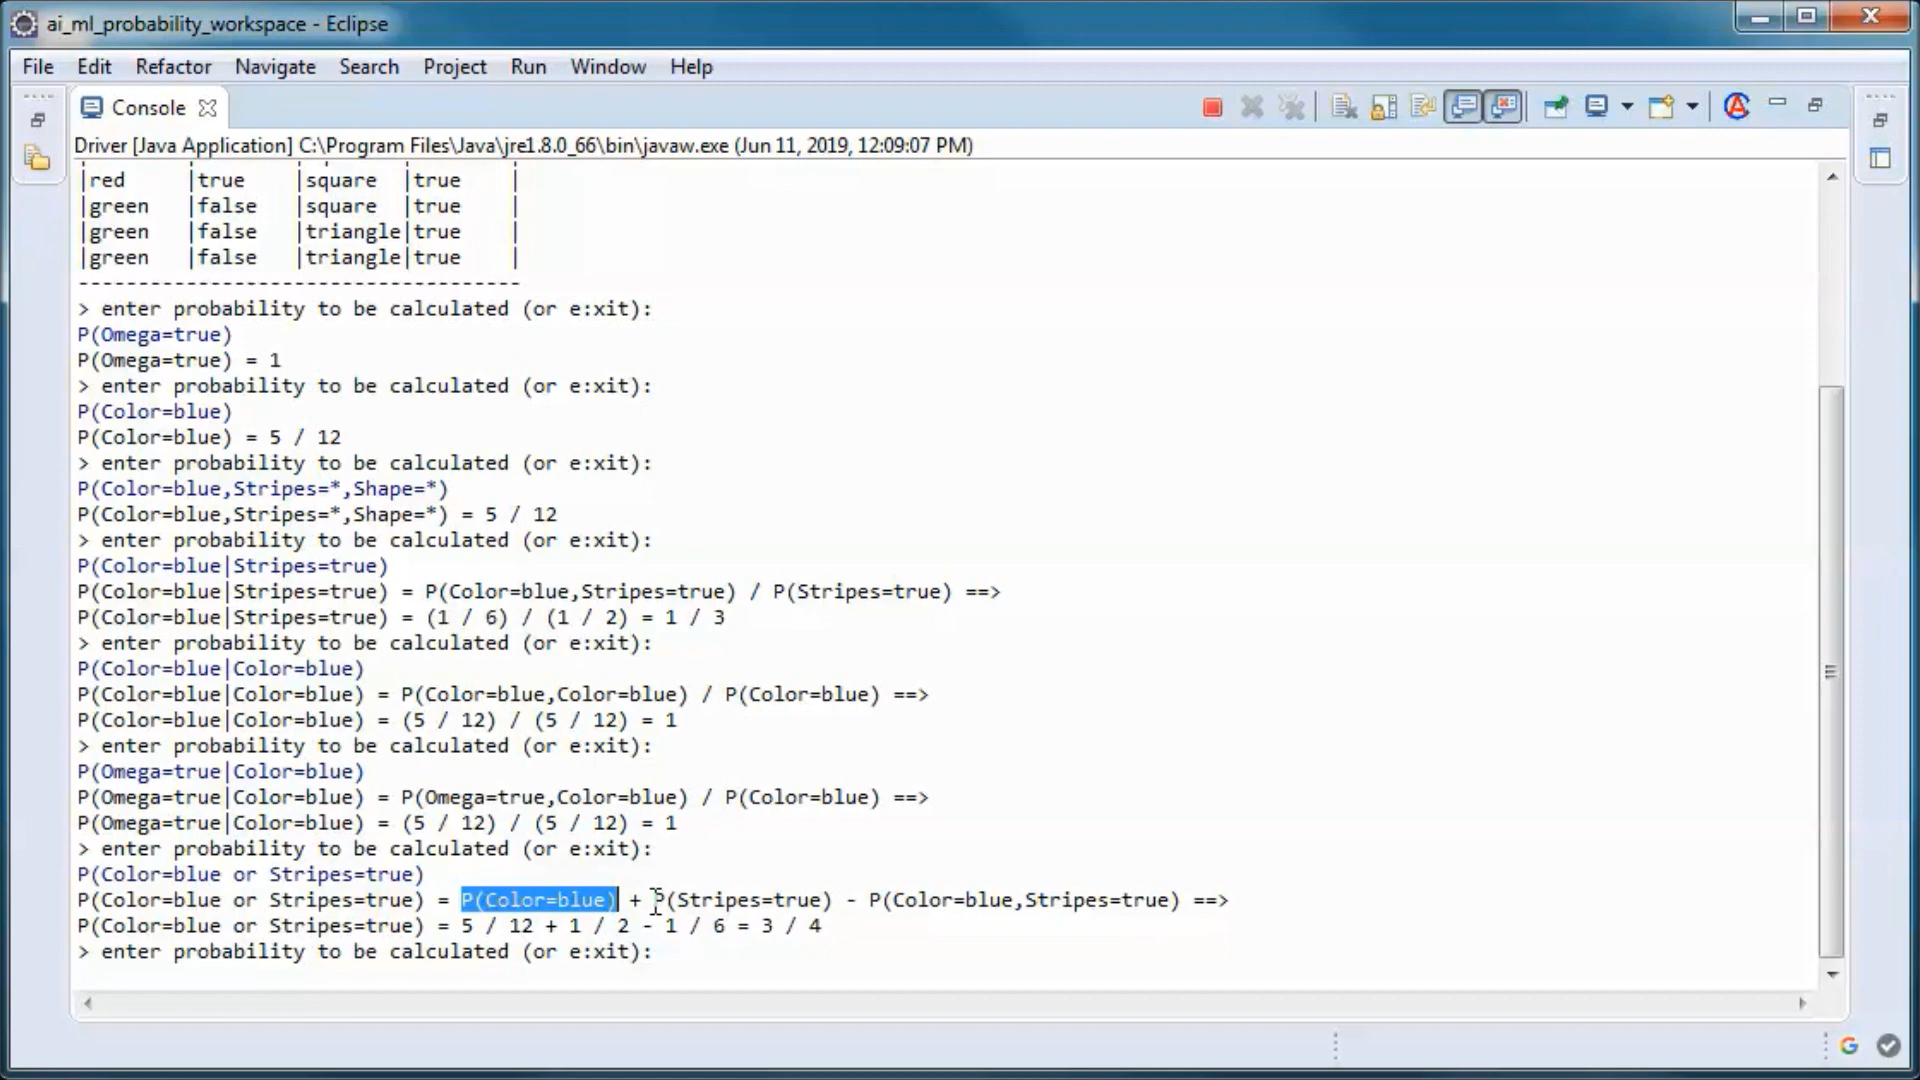 ai_ml_probability_workspace - Eclipse
File Edit Refactor Navigate Search Project Run Window Help
Console
Driver [Java Application] C:\Program Files\Java\jre1.8.0_66\bin\javaw.exe (Jun 11, 2019, 12:09:07 PM)
|red |true |square |true |
|green |false |square |true |
|green |false |triangle|true |
|green |false |triangle|true |
-------------------------------------
> enter probability to be calculated (or e:xit):
P(Omega=true)
P(Omega=true) = 1
> enter probability to be calculated (or e:xit):
P(Color=blue)
P(Color=blue) = 5 / 12
> enter probability to be calculated (or e:xit):
P(Color=blue,Stripes=*,Shape=*)
P(Color=blue,Stripes=*,Shape=*) = 5 / 12
> enter probability to be calculated (or e:xit):
P(Color=blue|Stripes=true)
P(Color=blue|Stripes=true) = P(Color=blue,Stripes=true) / P(Stripes=true) ==>
P(Color=blue|Stripes=true) = (1 / 6) / (1 / 2) = 1 / 3
> enter probability to be calculated (or e:xit):
P(Color=blue|Color=blue)
P(Color=blue|Color=blue) = P(Color=blue,Color=blue) / P(Color=blue) ==>
P(Color=blue|Color=blue) = (5 / 12) / (5 / 12) = 1
> enter probability to be calculated (or e:xit):
P(Omega=true|Color=blue)
P(Omega=true|Color=blue) = P(Omega=true,Color=blue) / P(Color=blue) ==>
P(Omega=true|Color=blue) = (5 / 12) / (5 / 12) = 1
> enter probability to be calculated (or e:xit):
P(Color=blue or Stripes=true)
P(Color=blue or Stripes=true) = P(Color=blue) + P(Stripes=true) - P(Color=blue,Stripes=true) ==>
P(Color=blue or Stripes=true) = 5 / 12 + 1 / 2 - 1 / 6 = 3 / 4
> enter probability to be calculated (or e:xit):